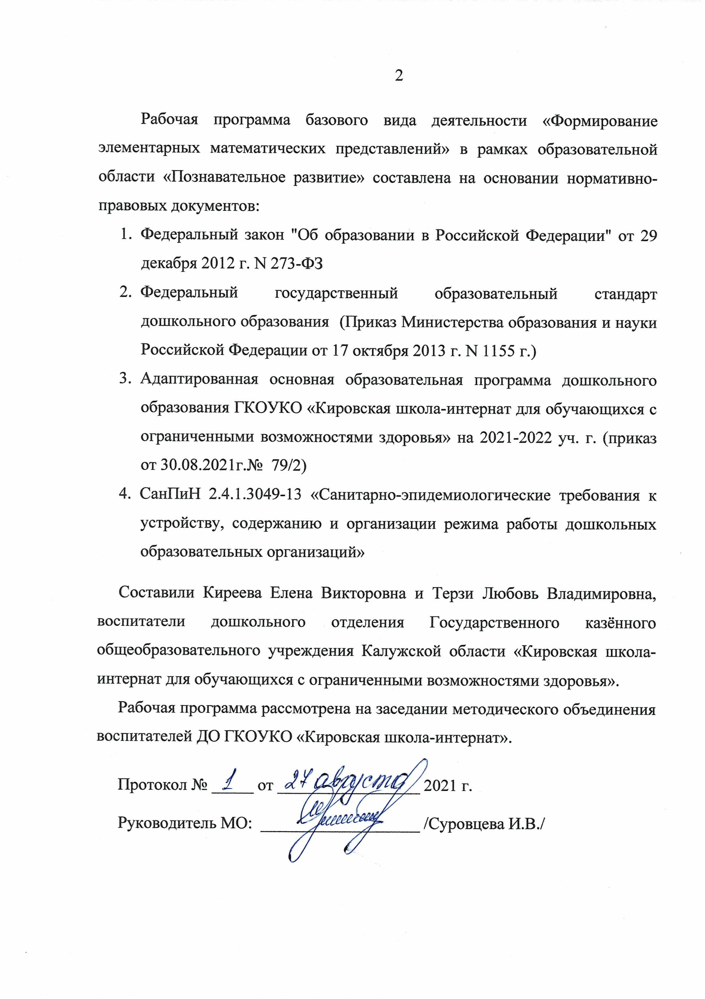 2
Рабочая программа базового вида деятельности «Формирование
элементарных математических представлений» в рамках образовательной
области «Познавательное развитие» составлена на основании нормативно-
правовых документов:
1. Федеральный закон "Об образовании в Российской Федерации" от 29
декабря 2012 г. N 273-ФЗ
2. Федеральный государственный образовательный стандарт
дошкольного образования (Приказ Министерства образования и науки
Российской Федерации от 17 октября 2013 г. N 1155 г.)
3. Адаптированная основная образовательная программа дошкольного
образования ГКОУКО «Кировская школа-интернат для обучающихся с
ограниченными возможностями здоровья» на 2021-2022 уч. г. (приказ
от 30.08.2021г.№ 79/2)
4. СанПиН 2.4.1.3049-13 «Санитарно-эпидемиологические требования к
устройству, содержанию и организации режима работы дошкольных
образовательных организаций»
Составили Киреева Елена Викторовна и Терзи Любовь Владимировна,
воспитатели дошкольного отделения Государственного казённого
общеобразовательного учреждения Калужской области «Кировская школа-
интернат для обучающихся с ограниченными возможностями здоровья».
Рабочая программа рассмотрена на заседании методического объединения
воспитателей ДО ГКОУКО «Кировская школа-интернат».
Протокол № 1 от 27 августа 2021 г.
Руководитель МО: /Суровцева И.В./